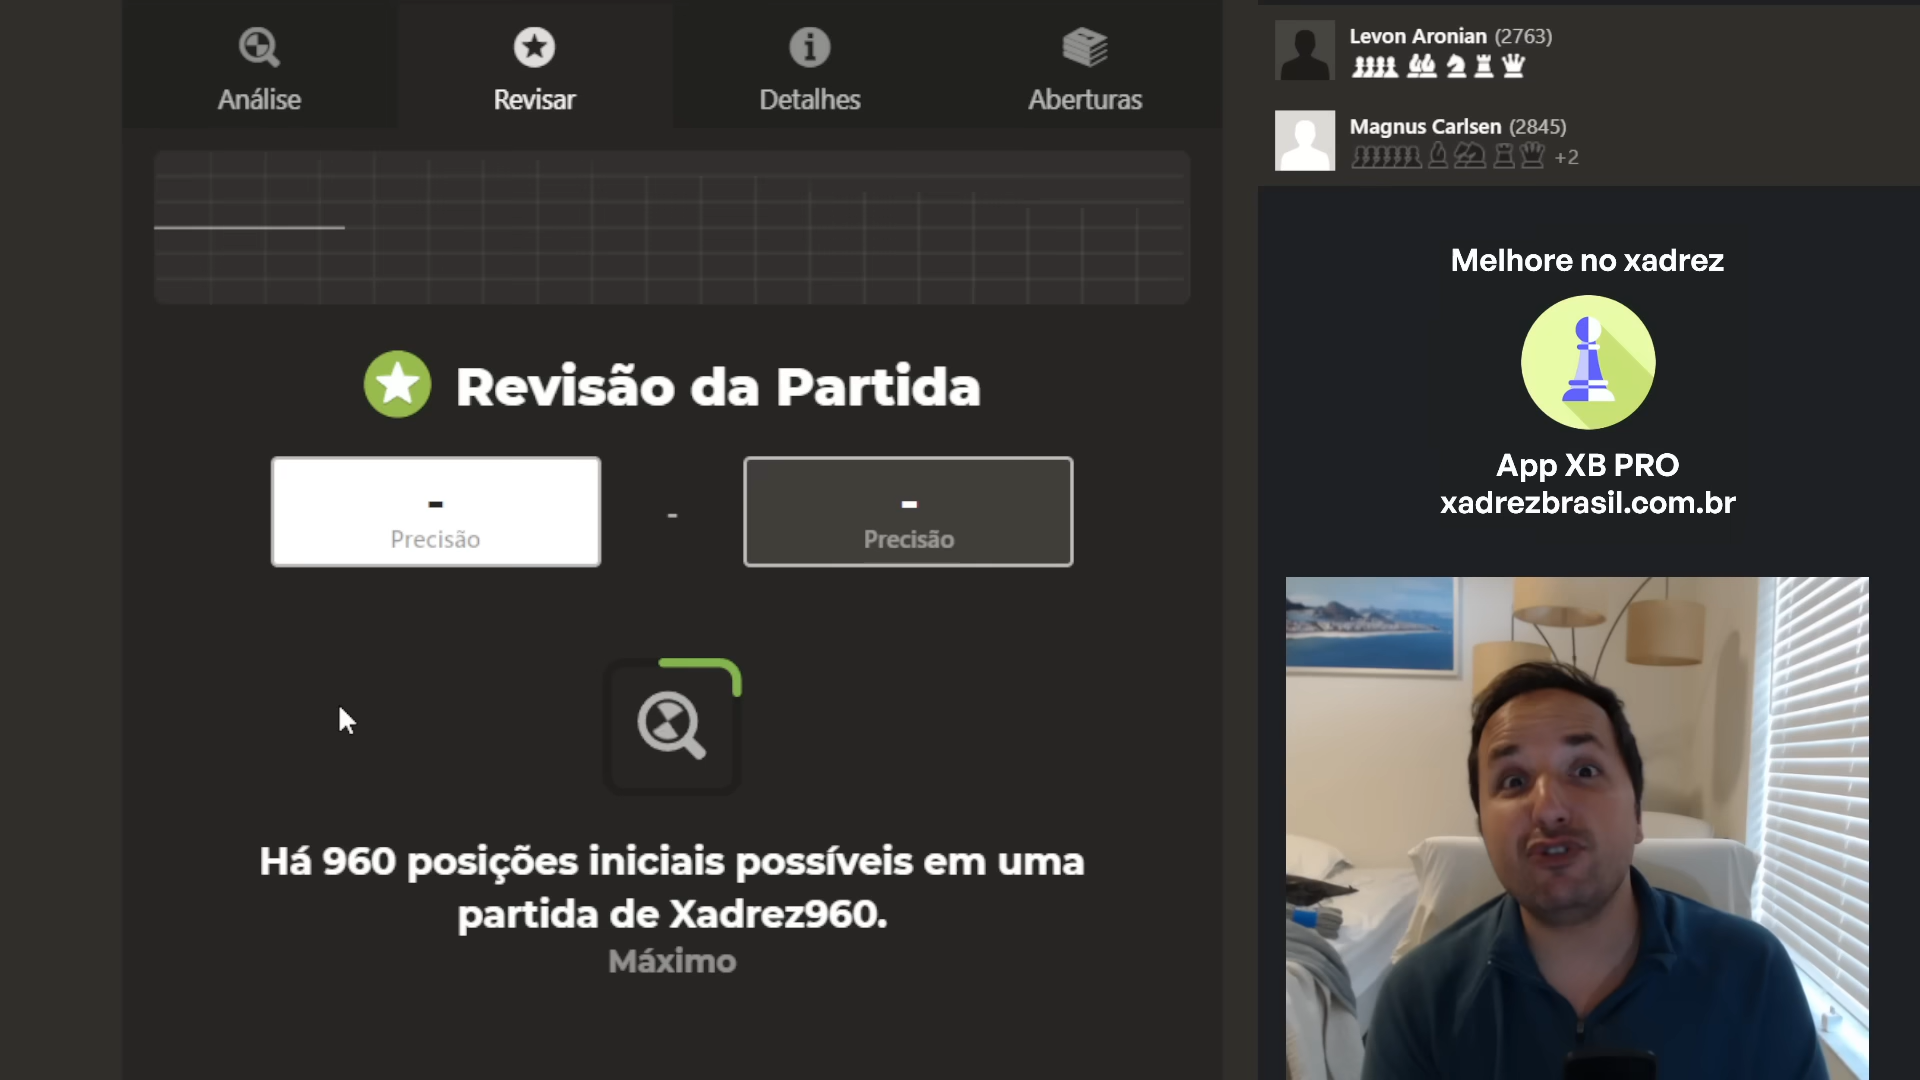 Análise
Revisar
Detalhes
Aberturas
Revisão da Partida
-
Precisão
-
-
Precisão
Há 960 posições iniciais possíveis em uma
partida de Xadrez960.
Máximo
Levon Aronian (2763)
Magnus Carlsen (2845)
+2
Melhore no xadrez
App XB PRO
xadrezbrasil.com.br